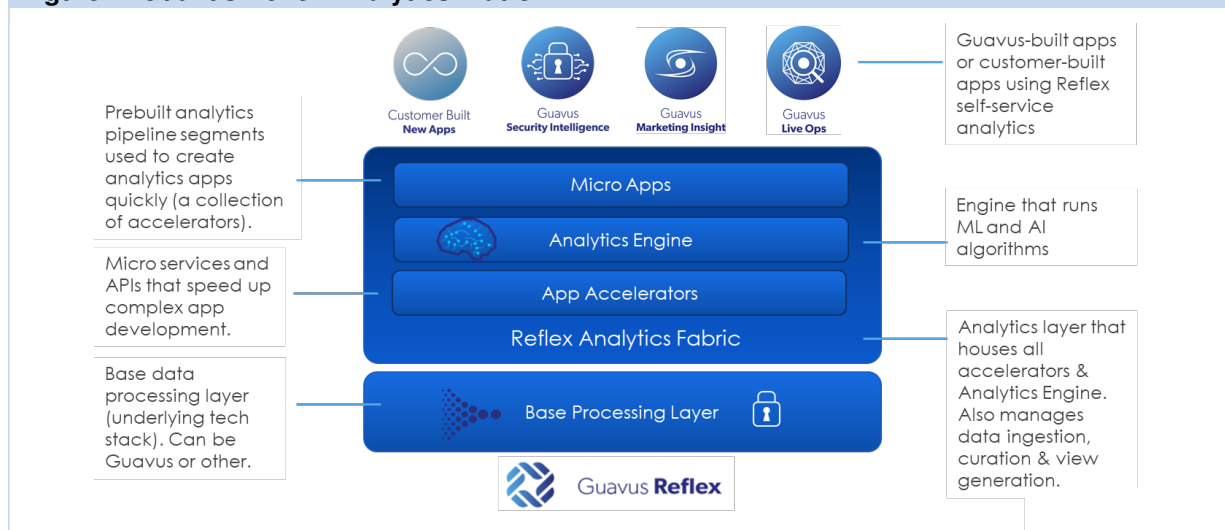 Guavus-built apps
or customer-built
apps using Reflex
self-service
analytics
Customer Built
New Apps
Guavus
Security Intelligence
Guavus
Marketing Insight
Guavus
Live Ops
Prebuilt analytics
pipeline segments
used to create
analytics apps
quickly (a collection
of accelerators).
Micro Apps
Engine that runs
ML and AI
algorithms
Analytics Engine
Micro services and
APIs that speed up
complex app
development.
App Accelerators
Reflex Analytics Fabric
Analytics layer that
houses all
accelerators &
Analytics Engine.
Also manages
data ingestion,
curation & view
generation.
Base data
processing layer
(underlying tech
stack). Can be
Guavus or other.
Base Processing Layer
Guavus Reflex